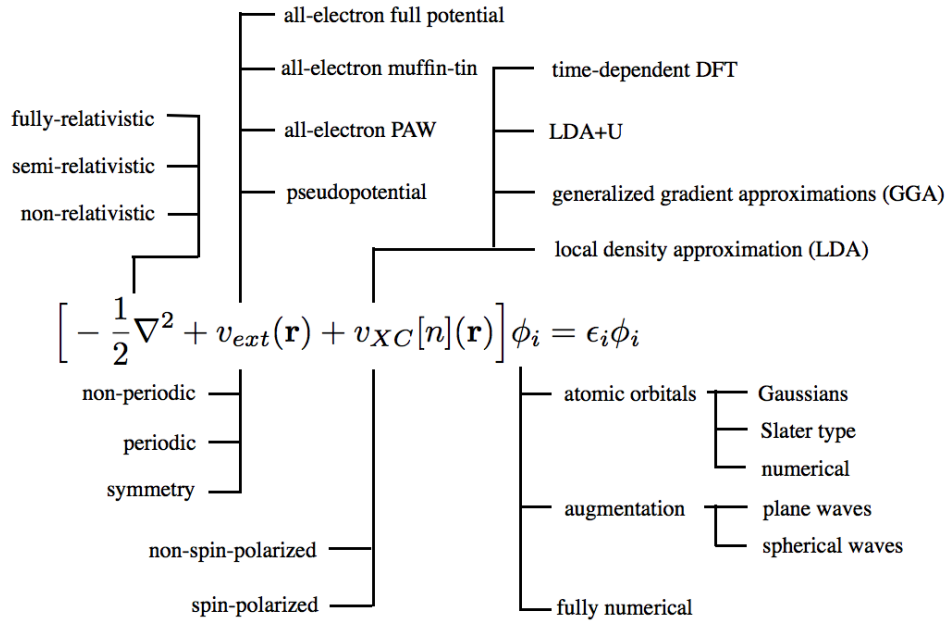 all-electron full potential
all-electron muffin-tin
time-dependent DFT
fully-relativistic
all-electron PAW
LDA+U
semi-relativistic
pseudopotential
generalized gradient approximations (GGA)
non-relativistic
local density approximation (LDA)
[ - 1/2 ∇² + v_ext(r) + v_XC[n](r) ] ϕ_i = ϵ_i ϕ_i
non-periodic
atomic orbitals
Gaussians
periodic
Slater type
symmetry
numerical
augmentation
plane waves
non-spin-polarized
spherical waves
spin-polarized
fully numerical